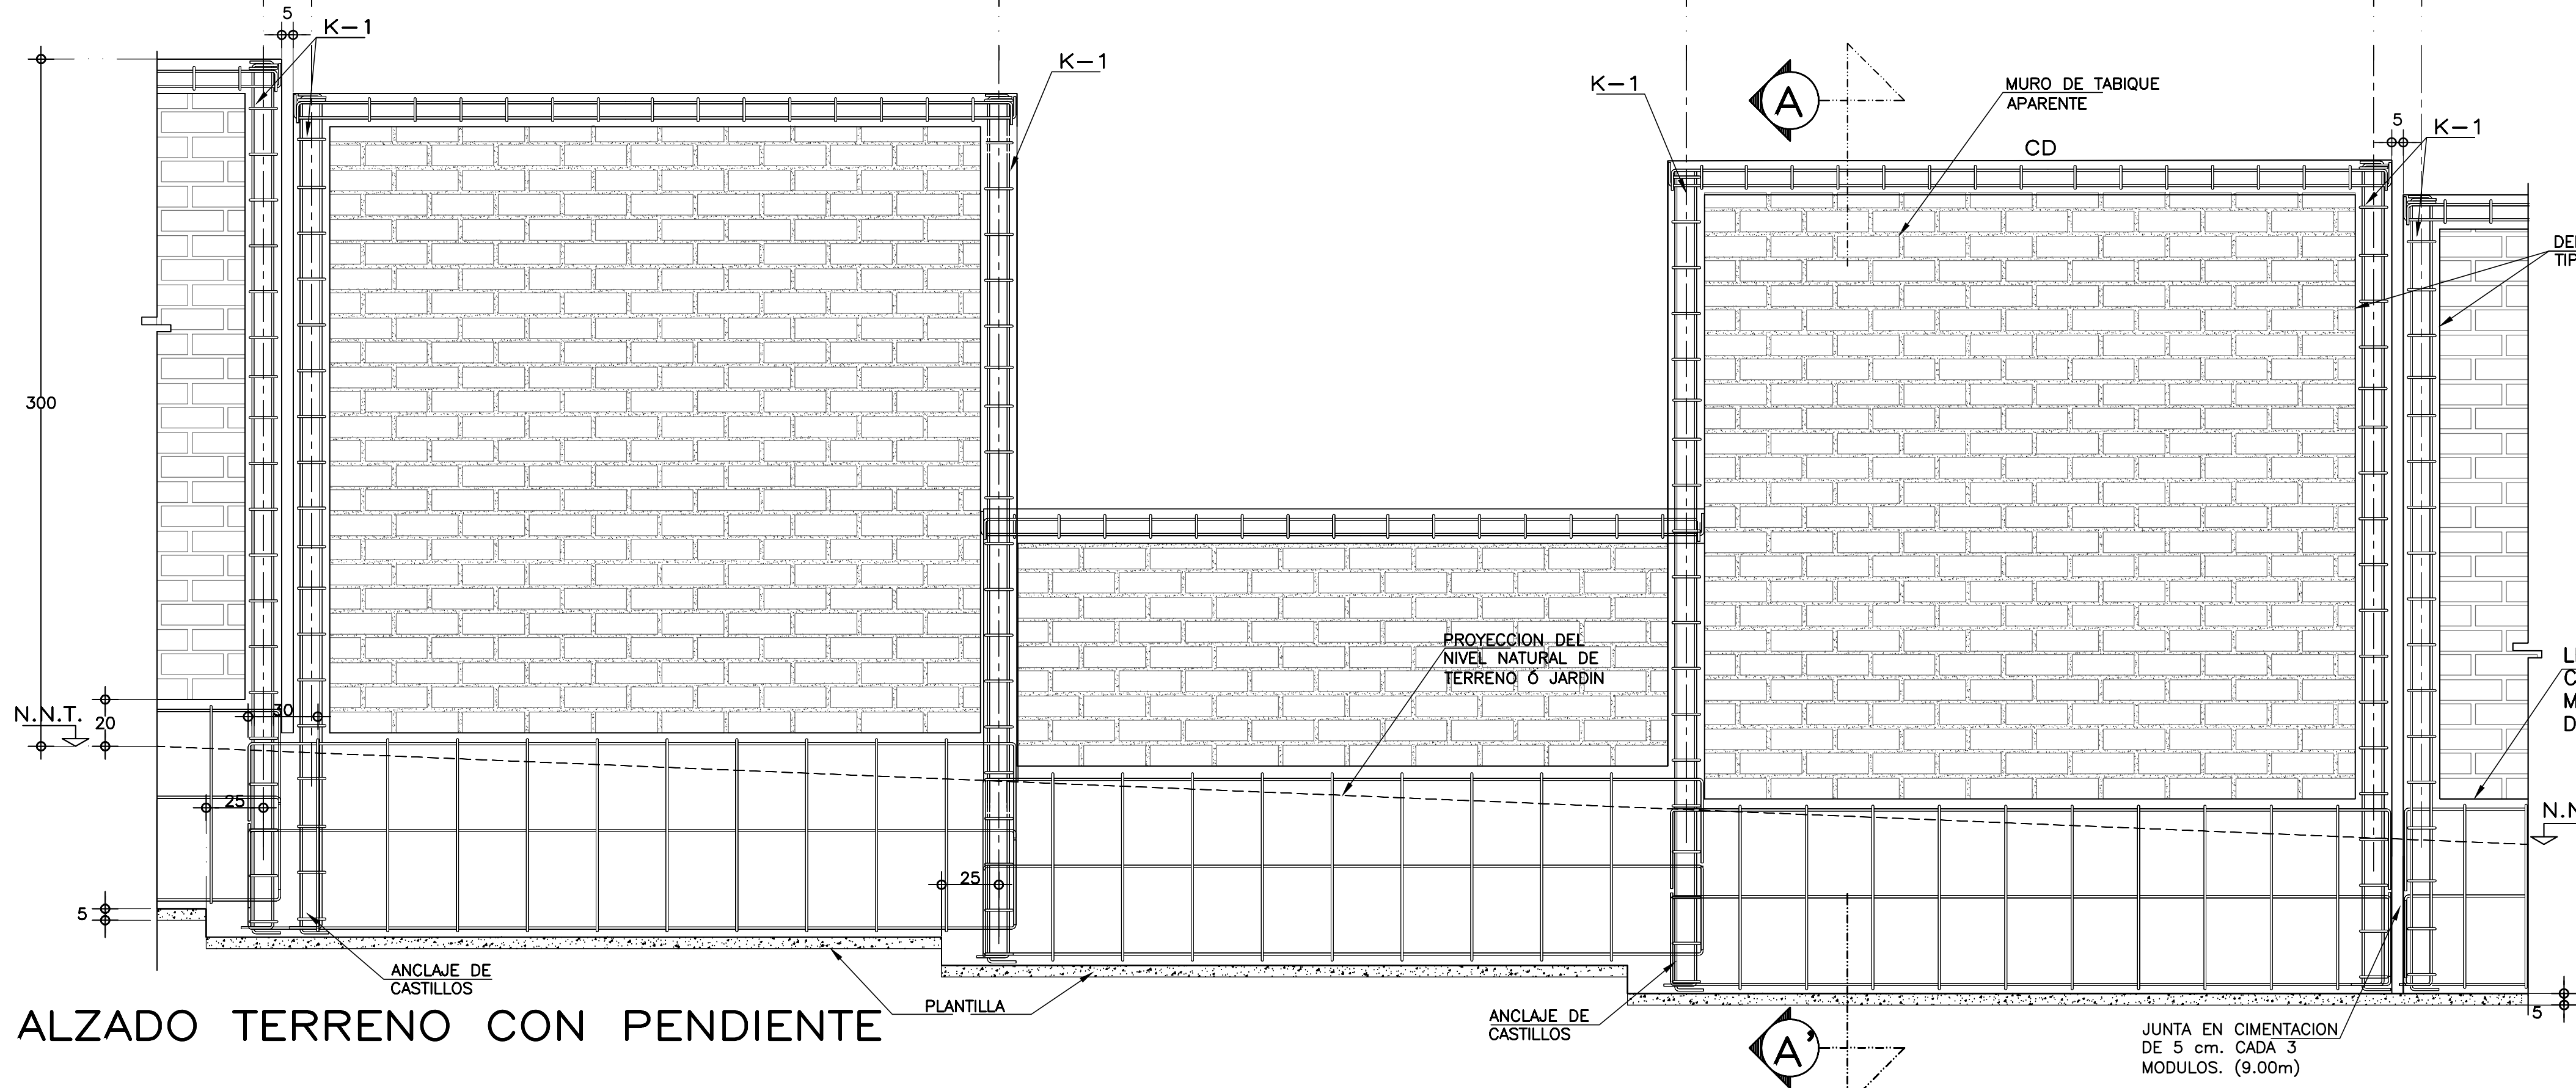 5
K-1
K-1
K-1
A
MURO DE TABIQUE
APARENTE
CD
5
K-1
300
PROYECCION DEL
NIVEL NATURAL DE
TERRENO Ó JARDIN
N.N.T.
20
30
25
25
5
ANCLAJE DE
CASTILLOS
PLANTILLA
ANCLAJE DE
CASTILLOS
A'
JUNTA EN CIMENTACION
DE 5 cm. CADA 3
MODULOS. (9.00m)
5
ALZADO TERRENO CON PENDIENTE